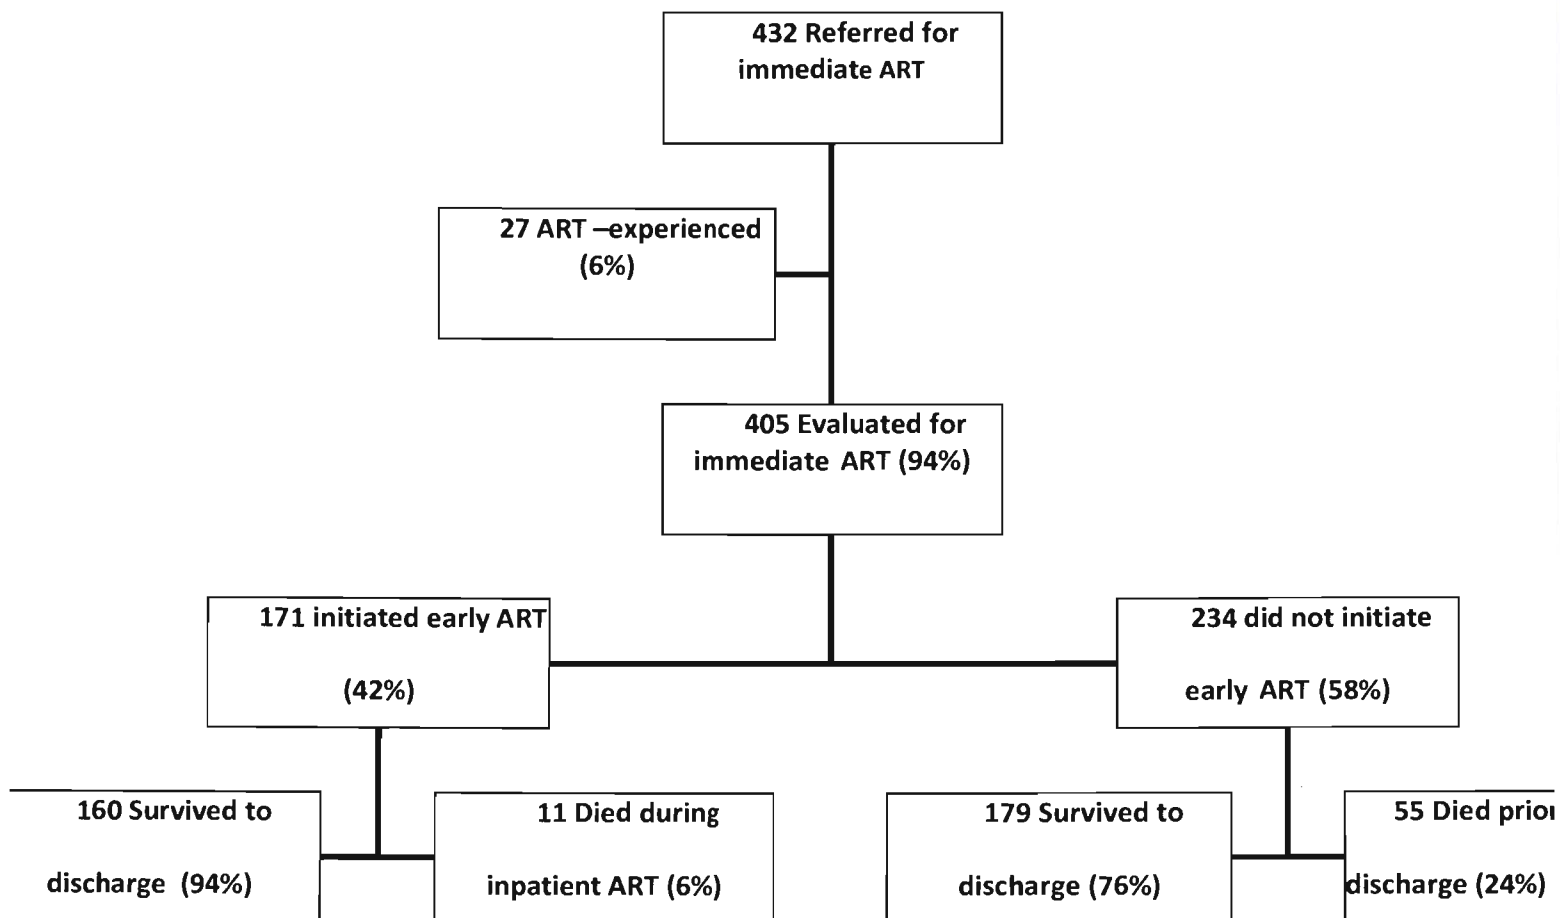 432 Referred for
immediate ART
27 ART –experienced
(6%)
405 Evaluated for
immediate ART (94%)
171 initiated early ART
(42%)
234 did not initiate
early ART (58%)
160 Survived to
discharge (94%)
11 Died during
inpatient ART (6%)
179 Survived to
discharge (76%)
55 Died prior
discharge (24%)